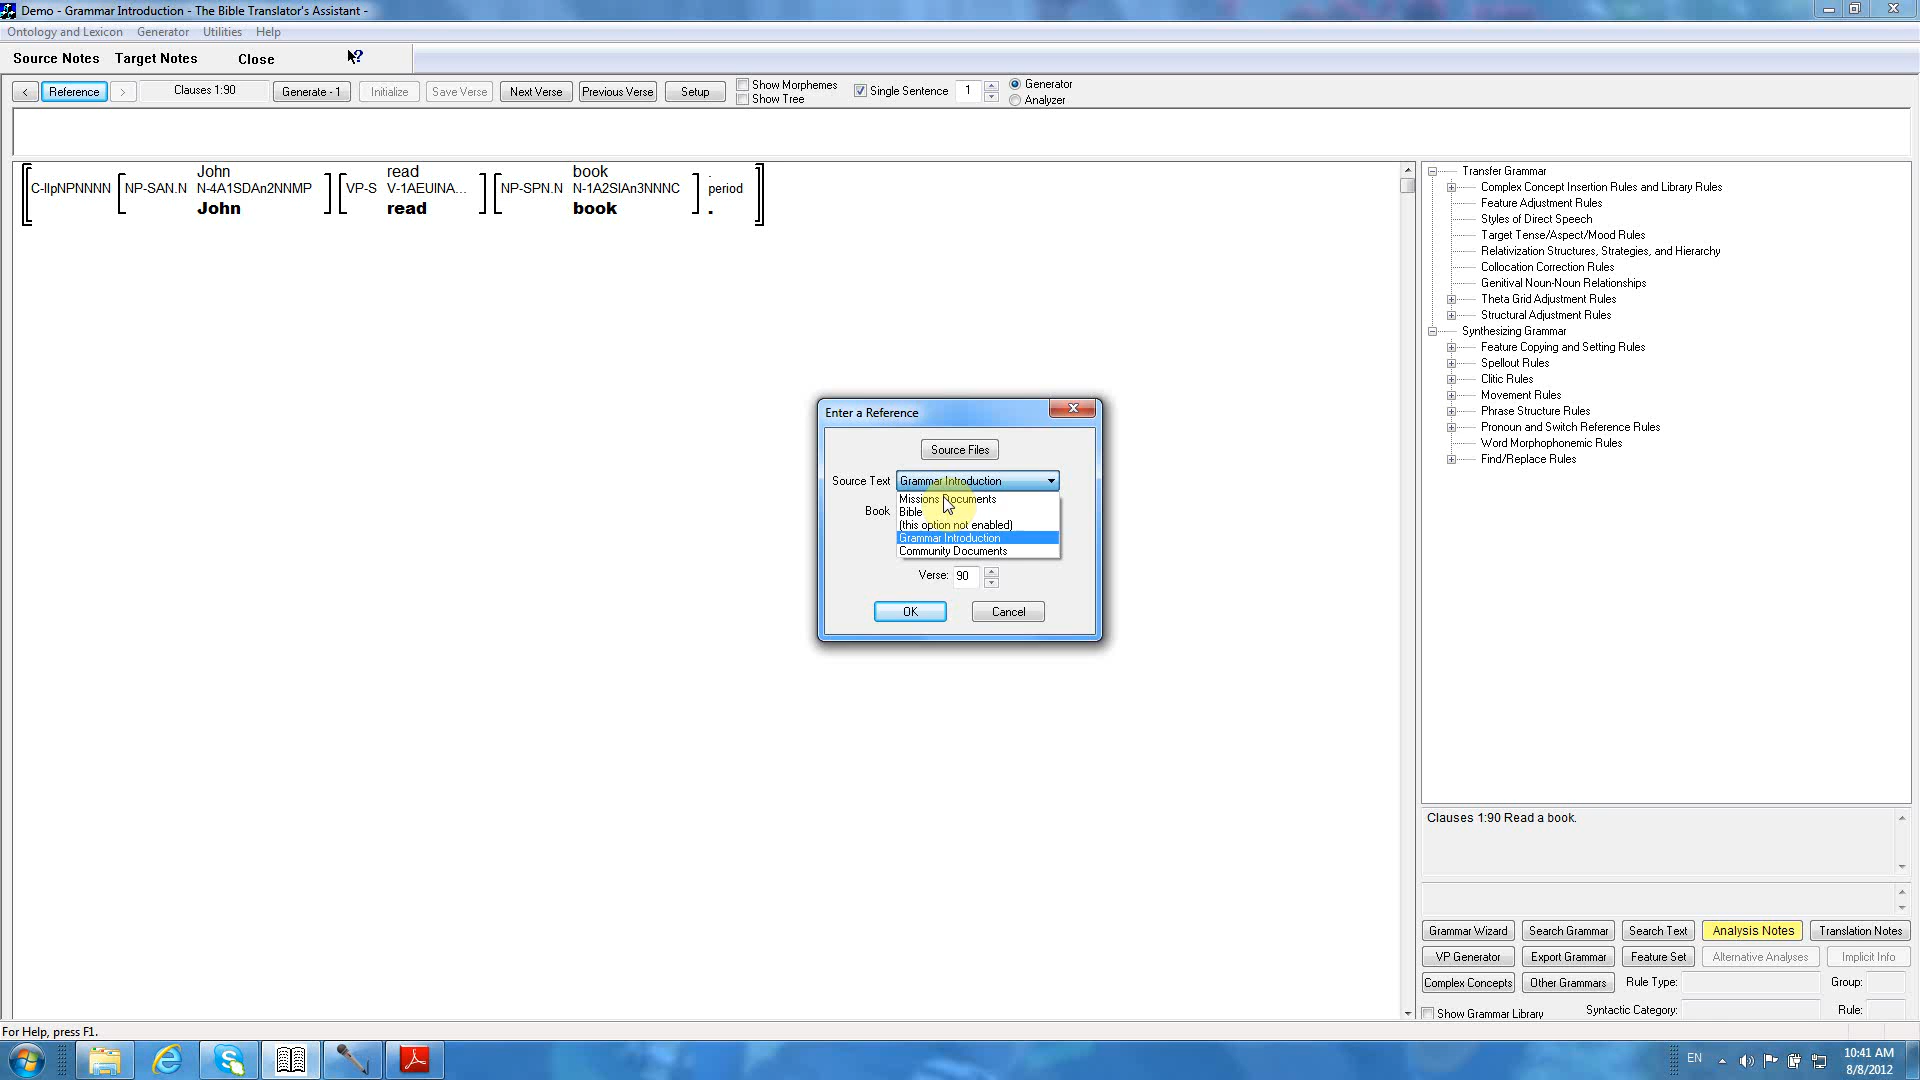 Demo - Grammar Introduction - The Bible Translator's Assistant -
Ontology and Lexicon Generator Utilities Help
Source Notes Target Notes Close ?
< Reference > Clauses 1:90 Generate - 1 Initialize Save Verse Next Verse Previous Verse Setup Show Morphemes Show Tree Single Sentence 1 Generator Analyzer
John read book .
C-IIpNPNNNN NP-SAN.N N-4A1SDAn2NNMP VP-S V-1AEUINA... NP-SPN.N N-1A2SIAn3NNNC period
John read book .
Transfer Grammar
Complex Concept Insertion Rules and Library Rules
Feature Adjustment Rules
Styles of Direct Speech
Target Tense/Aspect/Mood Rules
Relativization Structures, Strategies, and Hierarchy
Collocation Correction Rules
Genitival Noun-Noun Relationships
Theta Grid Adjustment Rules
Structural Adjustment Rules
Synthesizing Grammar
Feature Copying and Setting Rules
Spellout Rules
Clitic Rules
Movement Rules
Phrase Structure Rules
Pronoun and Switch Reference Rules
Word Morphophonemic Rules
Find/Replace Rules
Enter a Reference
Source Files
Source Text Grammar Introduction
Missions Documents
Book Bible
(this option not enabled)
Grammar Introduction
Community Documents
Verse: 90
OK Cancel
Clauses 1:90 Read a book.
Grammar Wizard Search Grammar Search Text Analysis Notes Translation Notes
VP Generator Export Grammar Feature Set Alternative Analyses Implicit Info
Complex Concepts Other Grammars Rule Type: Group:
Show Grammar Library Syntactic Category: Rule:
For Help, press F1.
EN 10:41 AM
8/8/2012